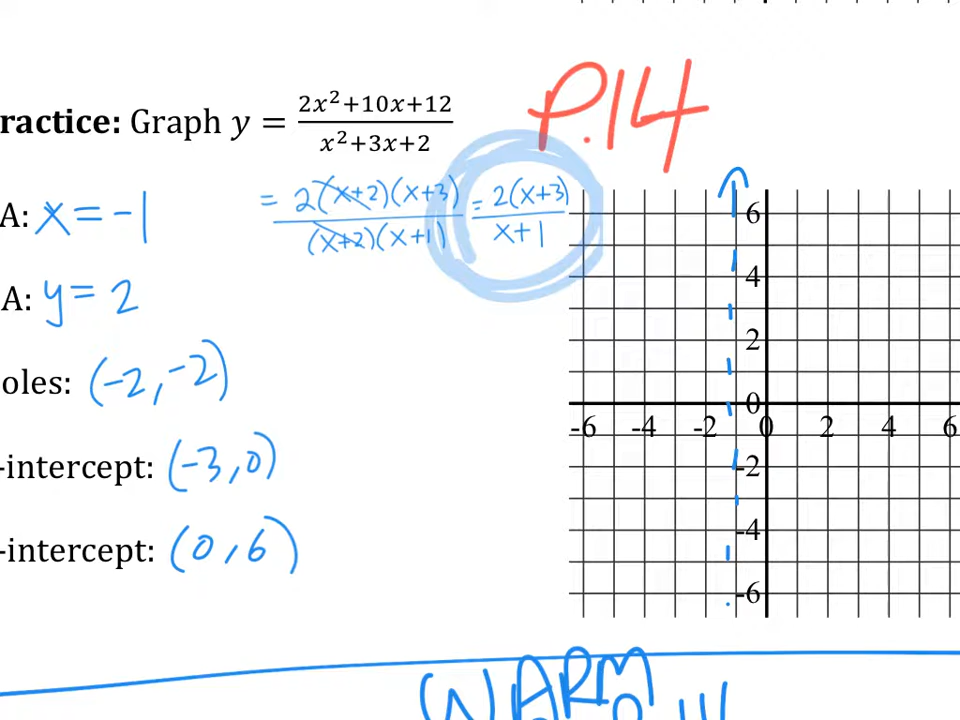 ractice: Graph y = 2x²+10x+12 / x²+3x+2
P.14
= 2(x+2)(x+3) / (x+2)(x+1) = 2(x+3) / x+1
A: x = -1
A: y = 2
oles: (-2, -2)
-intercept: (-3, 0)
-intercept: (0, 6)
6
4
2
0
-6 -4 -2 0 2 4 6
-2
-4
-6
WARM